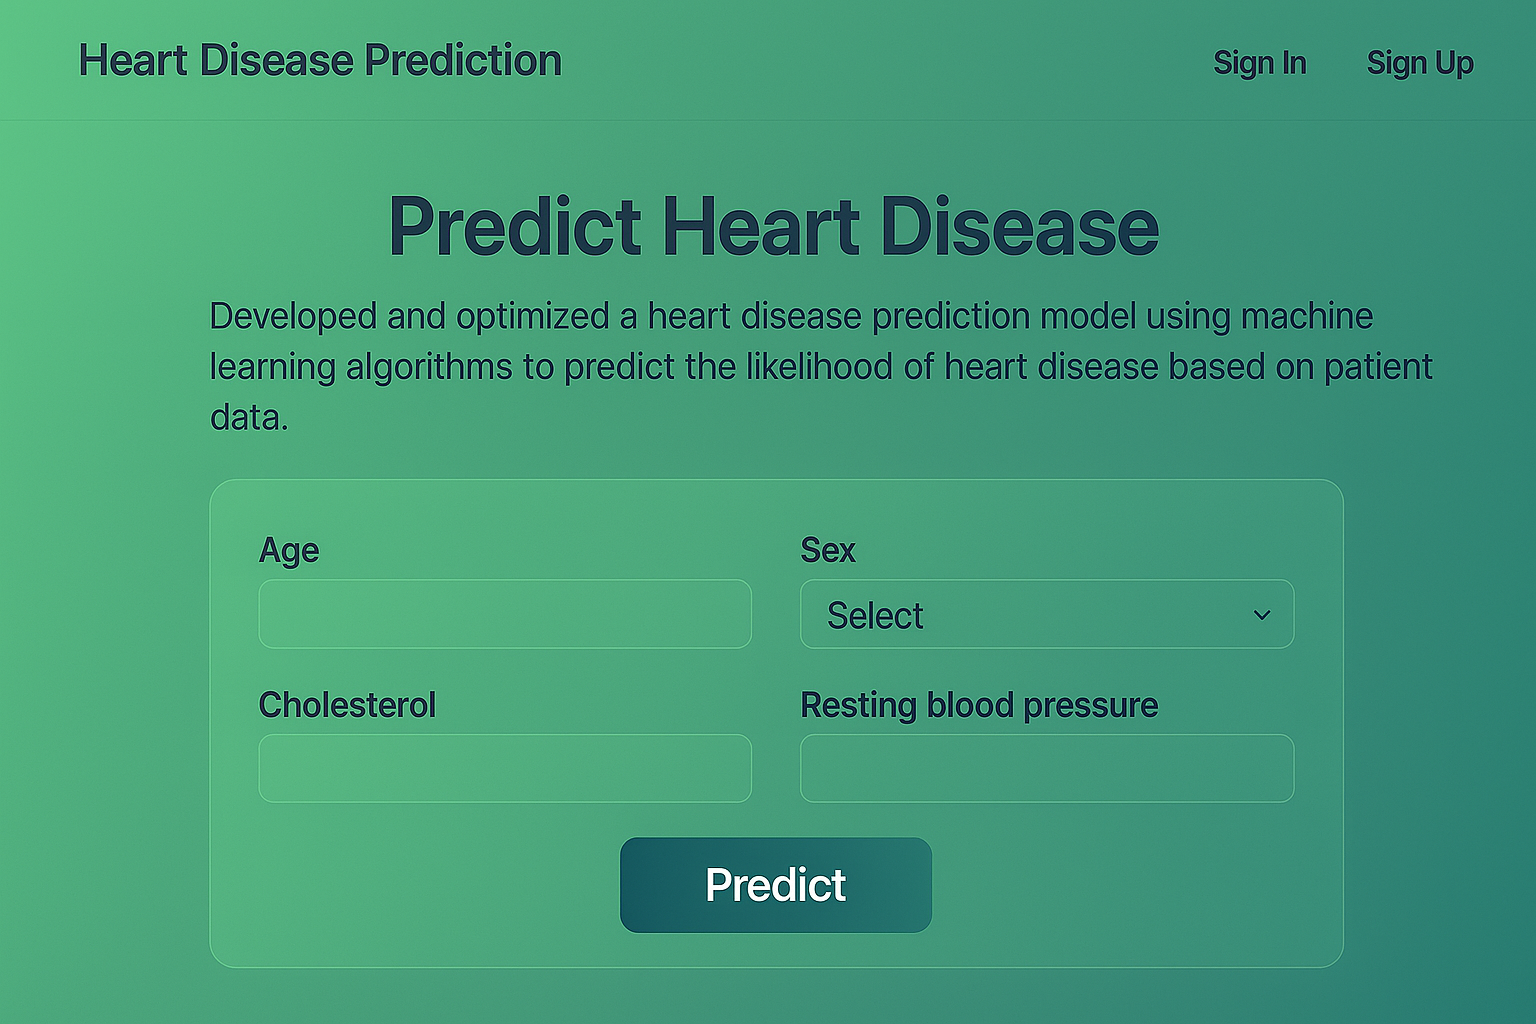 Heart Disease Prediction
Sign In
Sign Up
Predict Heart Disease
Developed and optimized a heart disease prediction model using machine
learning algorithms to predict the likelihood of heart disease based on patient
data.
Age
Sex
Select
Cholesterol
Resting blood pressure
Predict